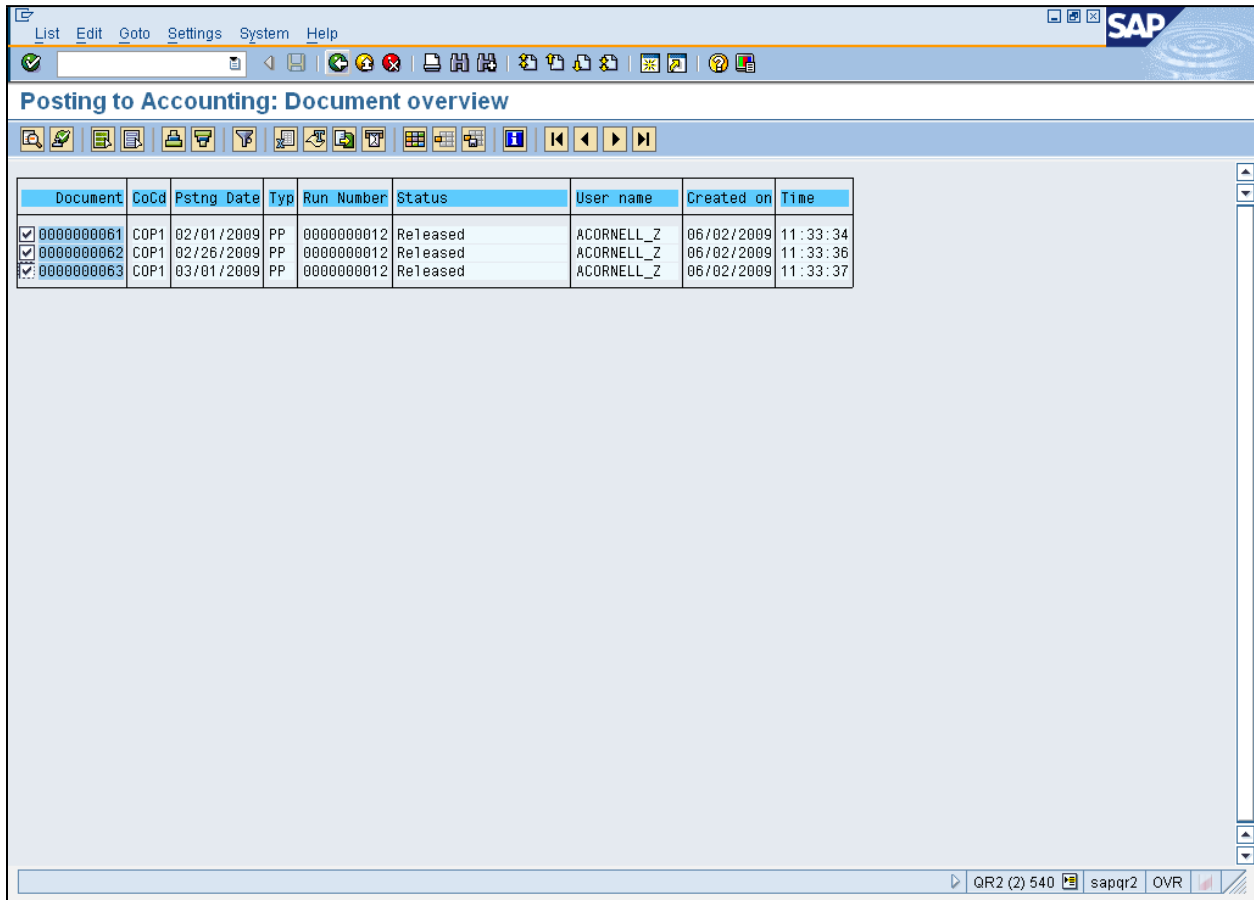 List Edit Goto Settings System Help
SAP
Posting to Accounting: Document overview
Document CoCd Pstng Date Typ Run Number Status User name Created on Time
0000000061 COP1 02/01/2009 PP 0000000012 Released ACORNELL_Z 06/02/2009 11:33:34
0000000062 COP1 02/26/2009 PP 0000000012 Released ACORNELL_Z 06/02/2009 11:33:36
0000000063 COP1 03/01/2009 PP 0000000012 Released ACORNELL_Z 06/02/2009 11:33:37
QR2 (2) 540 sapqr2 OVR